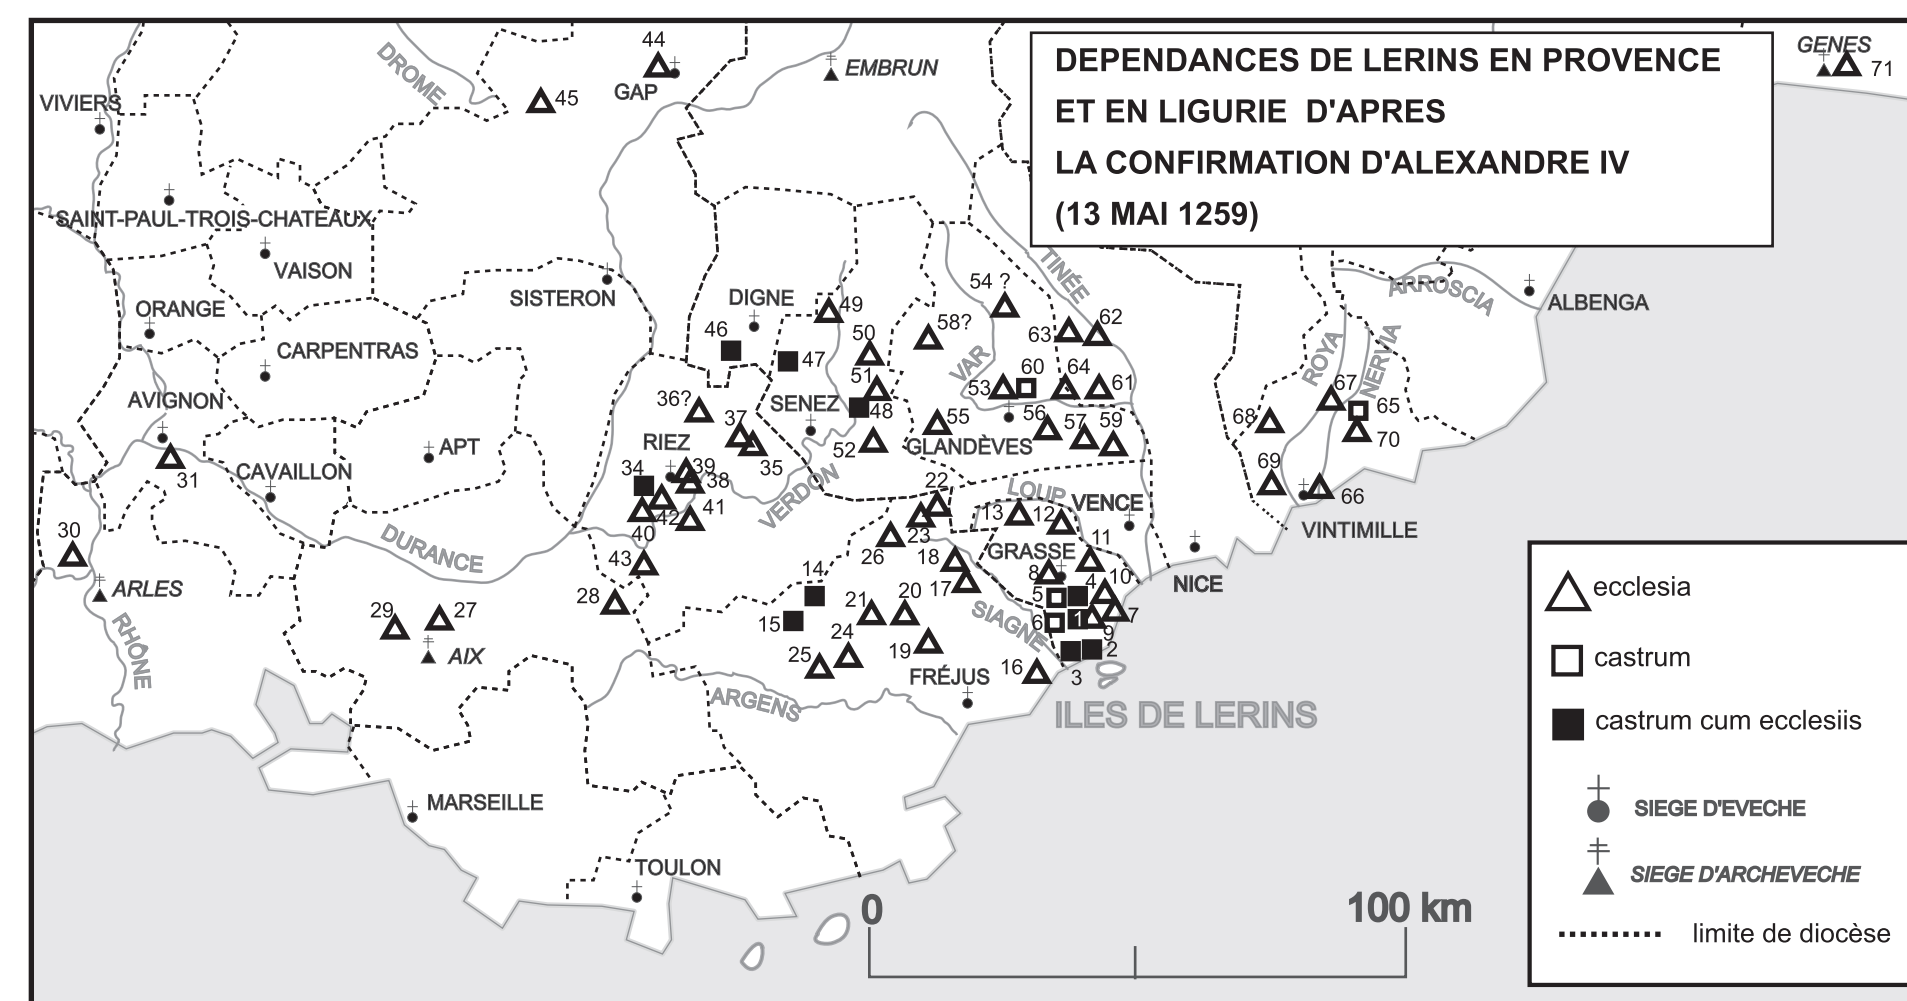 DEPENDANCES DE LERINS EN PROVENCE
ET EN LIGURIE D'APRES
LA CONFIRMATION D'ALEXANDRE IV
(13 MAI 1259)
GENES
71
44
GAP
45
DROME
EMBRUN
VIVIERS
SAINT-PAUL-TROIS-CHATEAUX
VAISON
ORANGE
SISTERON
DIGNE
49
46
47
50
51
48
52
54 ?
58?
TINÉE
63
62
VAR
60
53
64
61
ARROSCIA
ALBENGA
ROYA
NERVIA
67
65
68
70
69
66
VINTIMILLE
CARPENTRAS
AVIGNON
31
CAVAILLON
APT
36?
37
35
SENEZ
RIEZ
34
39
38
42
41
40
43
VERDON
55
56
57
59
GLANDÈVES
22
23
26
LOUP
VENCE
13
12
11
GRASSE
8
4
10
5
6
1
7
9
2
3
NICE
30
ARLES
RHÔNE
DURANCE
28
29
27
AIX
14
15
18
17
SIAGNE
21
20
24
19
25
16
FRÉJUS
ARGENS
ILES DE LERINS
MARSEILLE
TOULON
0
100 km
ecclesia
castrum
castrum cum ecclesiis
SIEGE D'EVECHE
SIEGE D'ARCHEVECHE
limite de diocèse